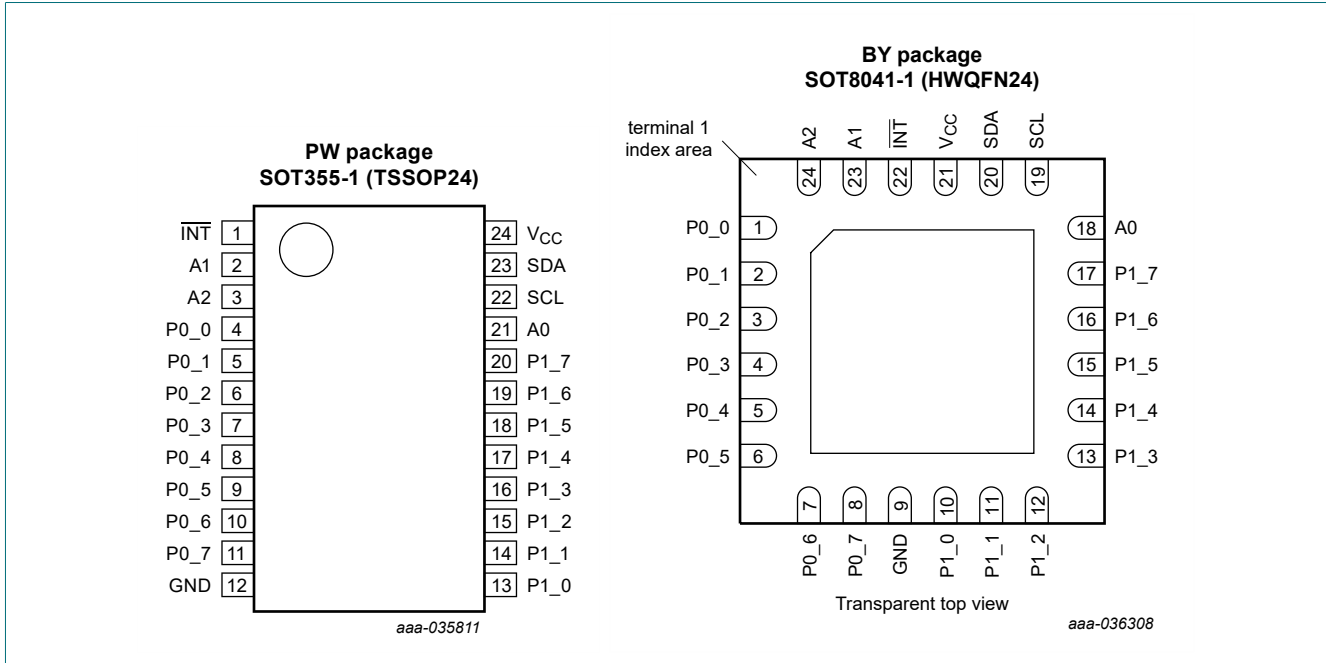 PW package
SOT355-1 (TSSOP24)
INT 1
A1 2
A2 3
P0_0 4
P0_1 5
P0_2 6
P0_3 7
P0_4 8
P0_5 9
P0_6 10
P0_7 11
GND 12
24 VCC
23 SDA
22 SCL
21 A0
20 P1_7
19 P1_6
18 P1_5
17 P1_4
16 P1_3
15 P1_2
14 P1_1
13 P1_0
aaa-035811
BY package
SOT8041-1 (HWQFN24)
terminal 1
index area
A2
A1
INT
VCC
SDA
SCL
24
23
22
21
20
19
P0_0 1
P0_1 2
P0_2 3
P0_3 4
P0_4 5
P0_5 6
18 A0
17 P1_7
16 P1_6
15 P1_5
14 P1_4
13 P1_3
7
8
9
10
11
12
P0_6
P0_7
GND
P1_0
P1_1
P1_2
Transparent top view
aaa-036308